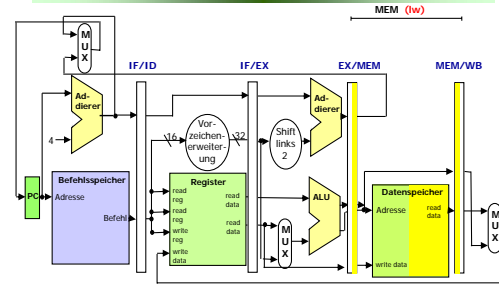 MEM (lw)
M
U
X
IF/ID
IF/EX
EX/MEM
MEM/WB
Ad-
dierer
4
16
Vor-
zeichen-
erweiter-
ung
32
Shift
links
2
Ad-
dierer
Befehlsspeicher
PC
Adresse
Befehl
Register
read
reg
read
reg
write
reg
write
data
read
data
read
data
M
U
X
ALU
Datenspeicher
Adresse
read
data
write data
M
U
X